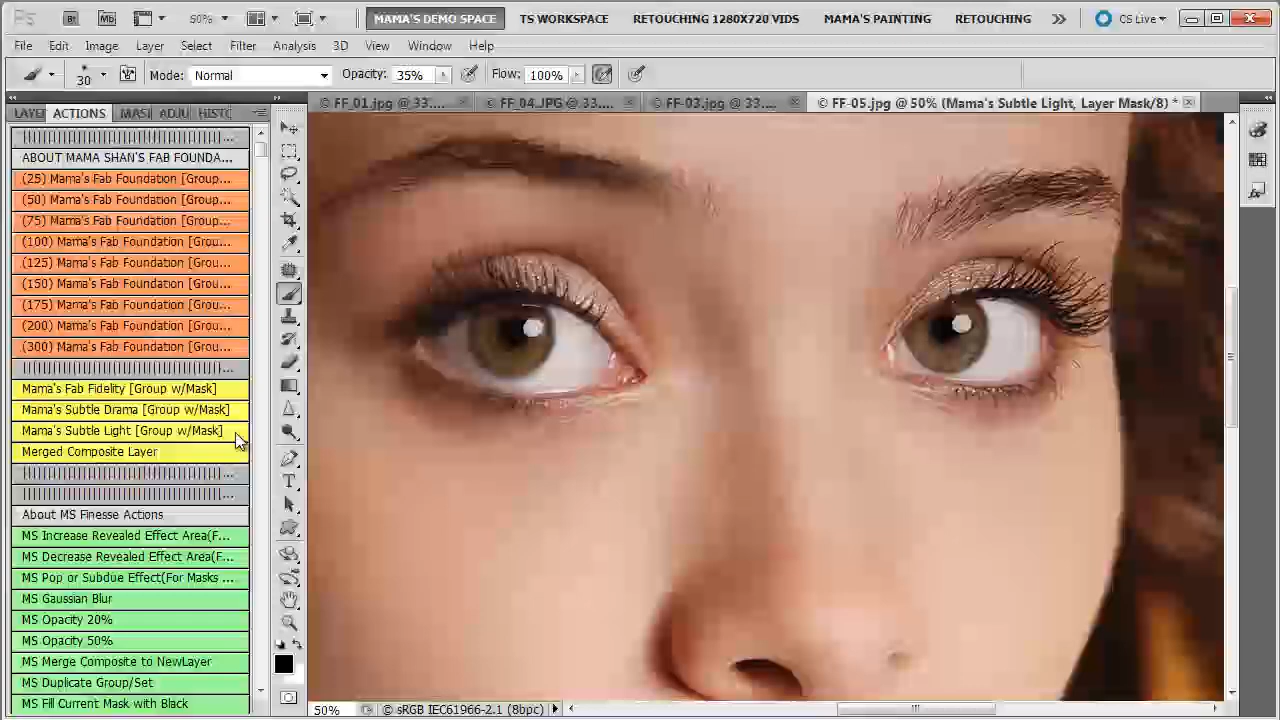 Ps Br Mb 50% MAMA'S DEMO SPACE TS WORKSPACE RETOUCHING 1280X720 VIDS MAMA'S PAINTING RETOUCHING CS Live
File Edit Image Layer Select Filter Analysis 3D View Window Help
30 Mode: Normal Opacity: 35% Flow: 100%
LAYE ACTIONS MASK ADJU HISTO © FF_01.jpg @ 33.... © FF_04.JPG @ 33.... © FF-03.jpg @ 33.... © FF-05.jpg @ 50% (Mama's Subtle Light, Layer Mask/8) *
ABOUT MAMA SHAN'S FAB FOUNDA...
(25) Mama's Fab Foundation [Group...
(50) Mama's Fab Foundation [Group...
(75) Mama's Fab Foundation [Group...
(100) Mama's Fab Foundation [Grou...
(125) Mama's Fab Foundation [Grou...
(150) Mama's Fab Foundation [Grou...
(175) Mama's Fab Foundation [Grou...
(200) Mama's Fab Foundation [Grou...
(300) Mama's Fab Foundation [Grou...
Mama's Fab Fidelity [Group w/Mask]
Mama's Subtle Drama [Group w/Mask]
Mama's Subtle Light [Group w/Mask]
Merged Composite Layer
About MS Finesse Actions
MS Increase Revealed Effect Area(F...
MS Decrease Revealed Effect Area(F...
MS Pop or Subdue Effect(For Masks ...
MS Gaussian Blur
MS Opacity 20%
MS Opacity 50%
MS Merge Composite to NewLayer
MS Duplicate Group/Set
MS Fill Current Mask with Black
50% © sRGB IEC61966-2.1 (8bpc)